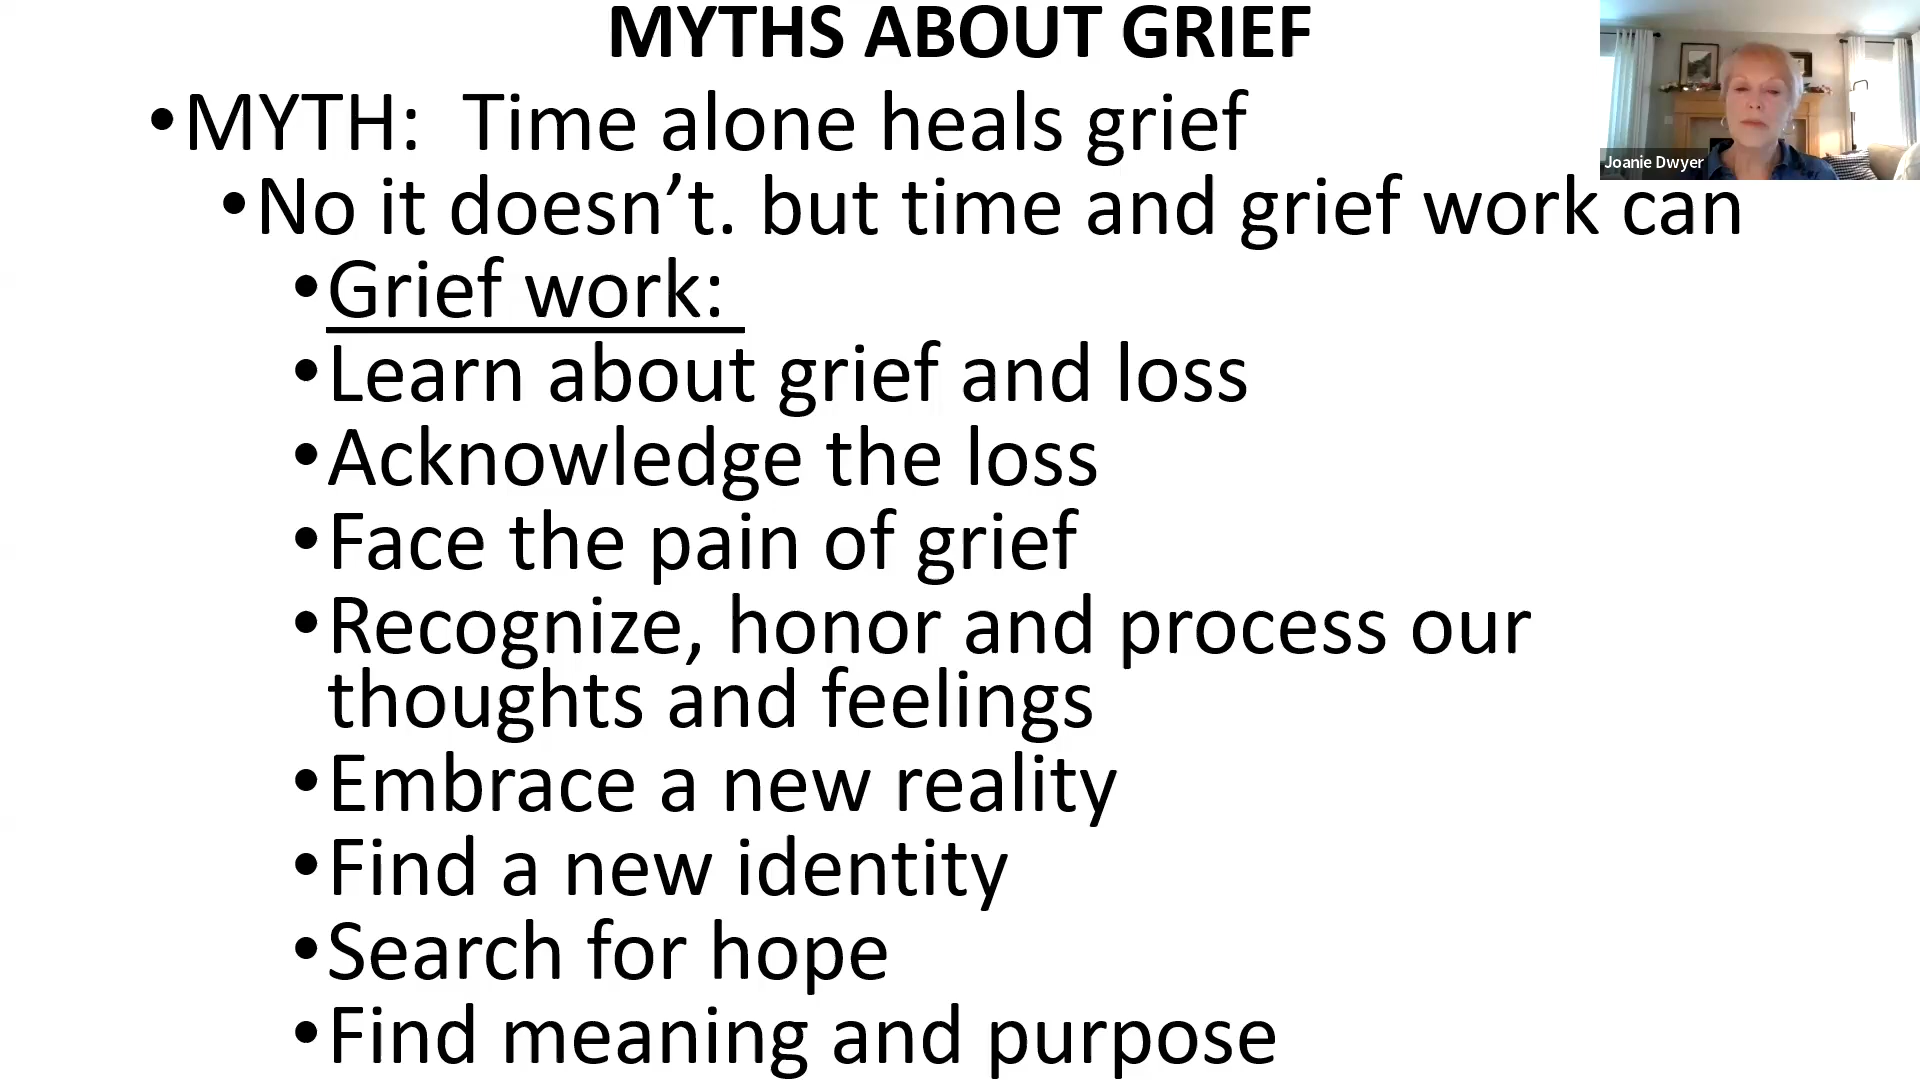 MYTHS ABOUT GRIEF
•MYTH:  Time alone heals grief
•No it doesn’t. but time and grief work can
•Grief work:
•Learn about grief and loss
•Acknowledge the loss
•Face the pain of grief
•Recognize, honor and process our
thoughts and feelings
•Embrace a new reality
•Find a new identity
•Search for hope
•Find meaning and purpose
Joanie Dwyer